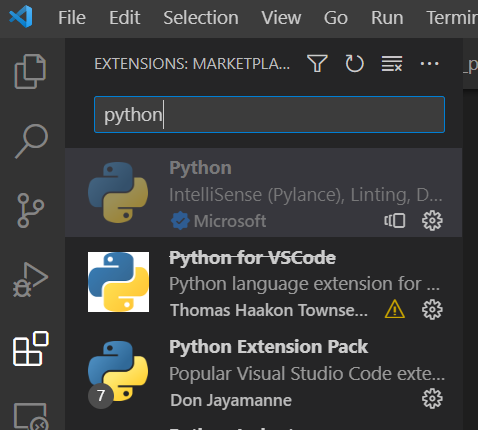 File Edit Selection View Go Run Termin
EXTENSIONS: MARKETPLA...
python
Python
IntelliSense (Pylance), Linting, D...
Microsoft
Python for VSCode
Python language extension for ...
Thomas Haakon Townse...
Python Extension Pack
Popular Visual Studio Code exte...
7
Don Jayamanne